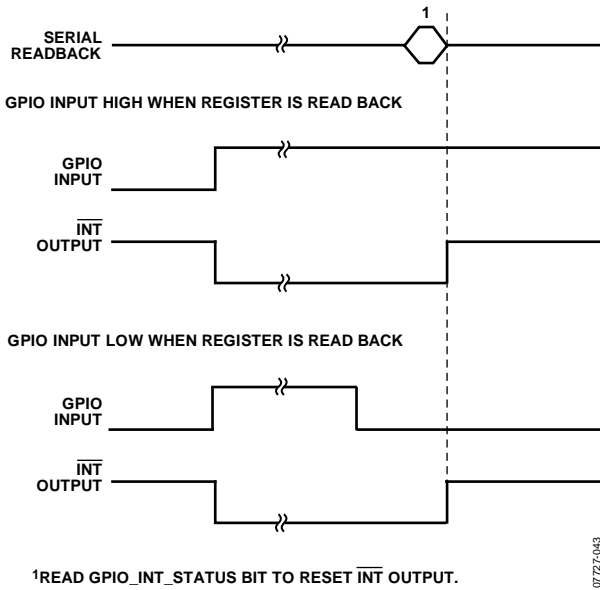 1
SERIAL
READBACK
GPIO INPUT HIGH WHEN REGISTER IS READ BACK
GPIO
INPUT
INT
OUTPUT
GPIO INPUT LOW WHEN REGISTER IS READ BACK
GPIO
INPUT
INT
OUTPUT
1READ GPIO_INT_STATUS BIT TO RESET INT OUTPUT.
07727-043